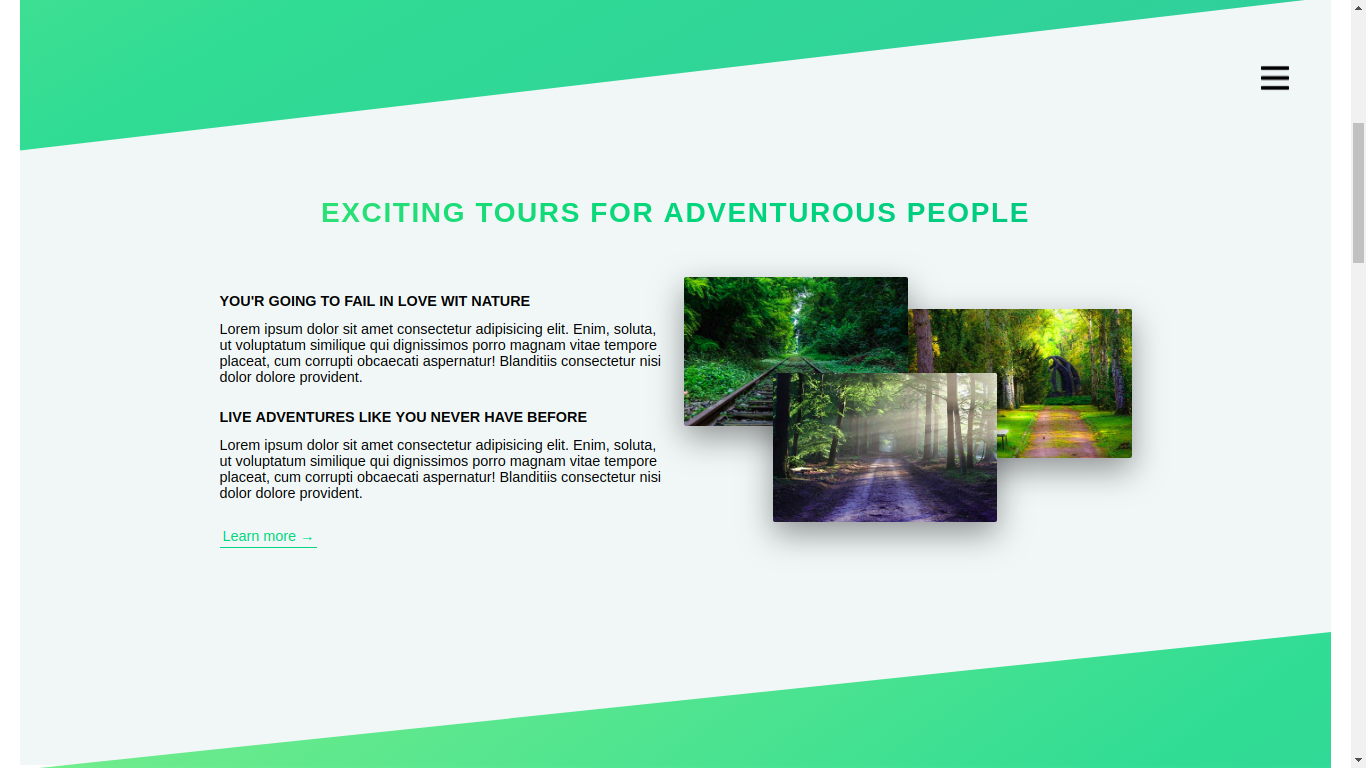 EXCITING TOURS FOR ADVENTUROUS PEOPLE
YOU'R GOING TO FAIL IN LOVE WIT NATURE
Lorem ipsum dolor sit amet consectetur adipisicing elit. Enim, soluta,
ut voluptatum similique qui dignissimos porro magnam vitae tempore
placeat, cum corrupti obcaecati aspernatur! Blanditiis consectetur nisi
dolor dolore provident.
LIVE ADVENTURES LIKE YOU NEVER HAVE BEFORE
Lorem ipsum dolor sit amet consectetur adipisicing elit. Enim, soluta,
ut voluptatum similique qui dignissimos porro magnam vitae tempore
placeat, cum corrupti obcaecati aspernatur! Blanditiis consectetur nisi
dolor dolore provident.
Learn more →